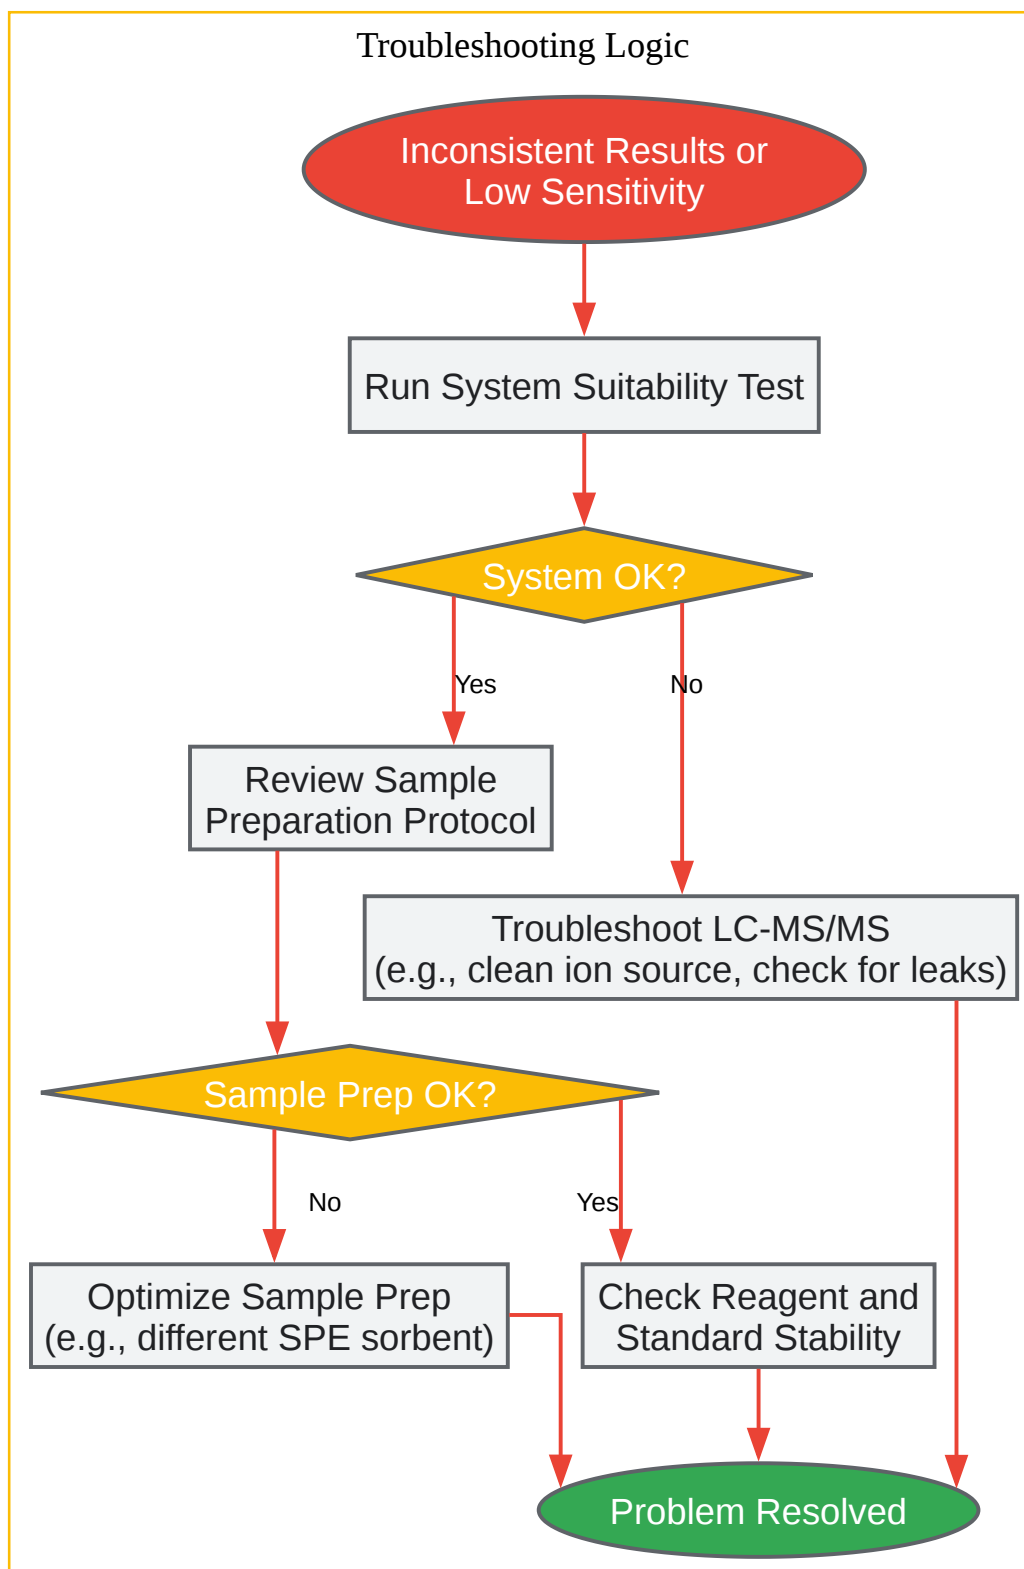 Troubleshooting Logic
Inconsistent Results or
Low Sensitivity
Run System Suitability Test
System OK?
Yes
No
Review Sample
Preparation Protocol
Troubleshoot LC-MS/MS
(e.g., clean ion source, check for leaks)
Sample Prep OK?
No
Yes
Optimize Sample Prep
(e.g., different SPE sorbent)
Check Reagent and
Standard Stability
Problem Resolved